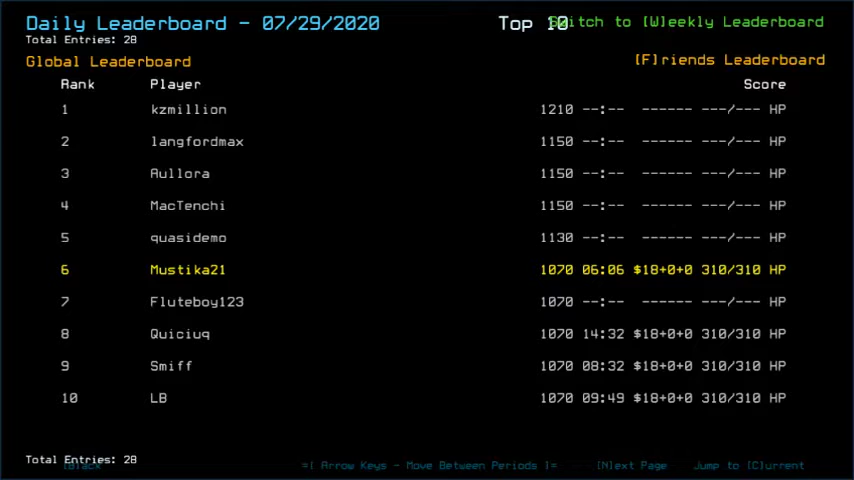 Daily Leaderboard - 07/29/2020 Top 10 Switch to [W]eekly Leaderboard
Total Entries: 28
Global Leaderboard [F]riends Leaderboard
Rank Player Score
1 kzmillion 1210 --:-- ------ ---/--- HP
2 langfordmax 1150 --:-- ------ ---/--- HP
3 Aullora 1150 --:-- ------ ---/--- HP
4 MacTenchi 1150 --:-- ------ ---/--- HP
5 quasidemo 1130 --:-- ------ ---/--- HP
6 Mustika21 1070 06:06 $18+0+0 310/310 HP
7 Fluteboy123 1070 --:-- ------ ---/--- HP
8 Quiciuq 1070 14:32 $18+0+0 310/310 HP
9 Smiff 1070 08:32 $18+0+0 310/310 HP
10 LB 1070 09:49 $18+0+0 310/310 HP
Total Entries: 28
[B]ack =[ Arrow Keys - Move Between Periods ]= [N]ext Page Jump to [C]urrent